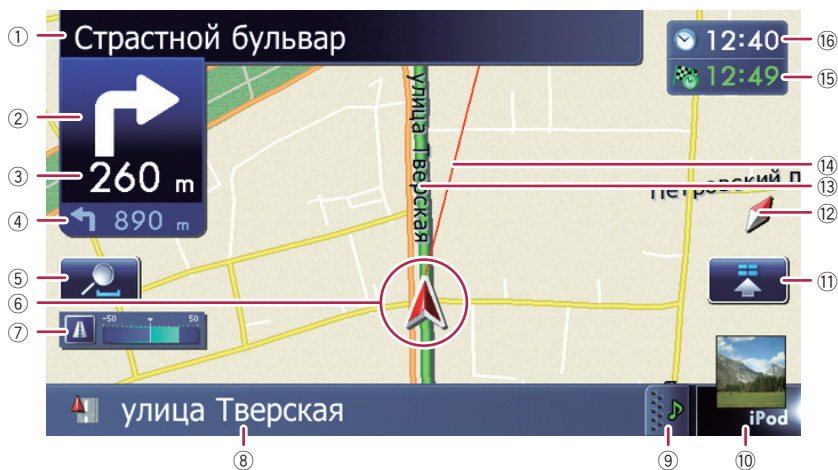 ① Страстной бульвар
② 
③ 260 m
④ 890 m
⑤
⑥
⑦ -50 50
улица Тверская
⑧
⑨
⑩
iPod
⑪
⑫
Петровский п
⑬
улица Тверская
⑭
⑮ 12:49
⑯ 12:40